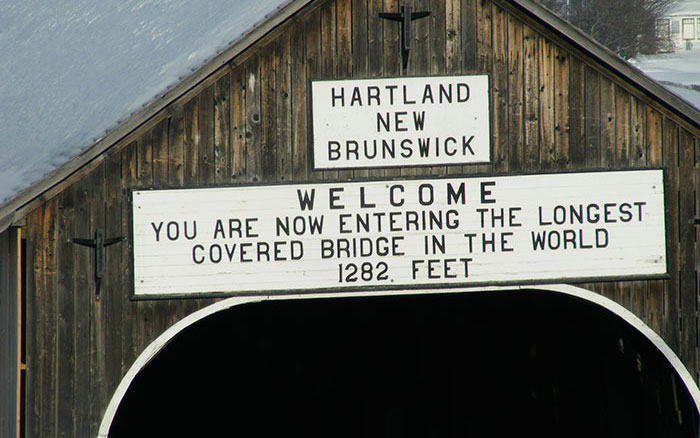 HARTLAND
NEW
BRUNSWICK
WELCOME
YOU ARE NOW ENTERING THE LONGEST
COVERED BRIDGE IN THE WORLD
1282. FEET